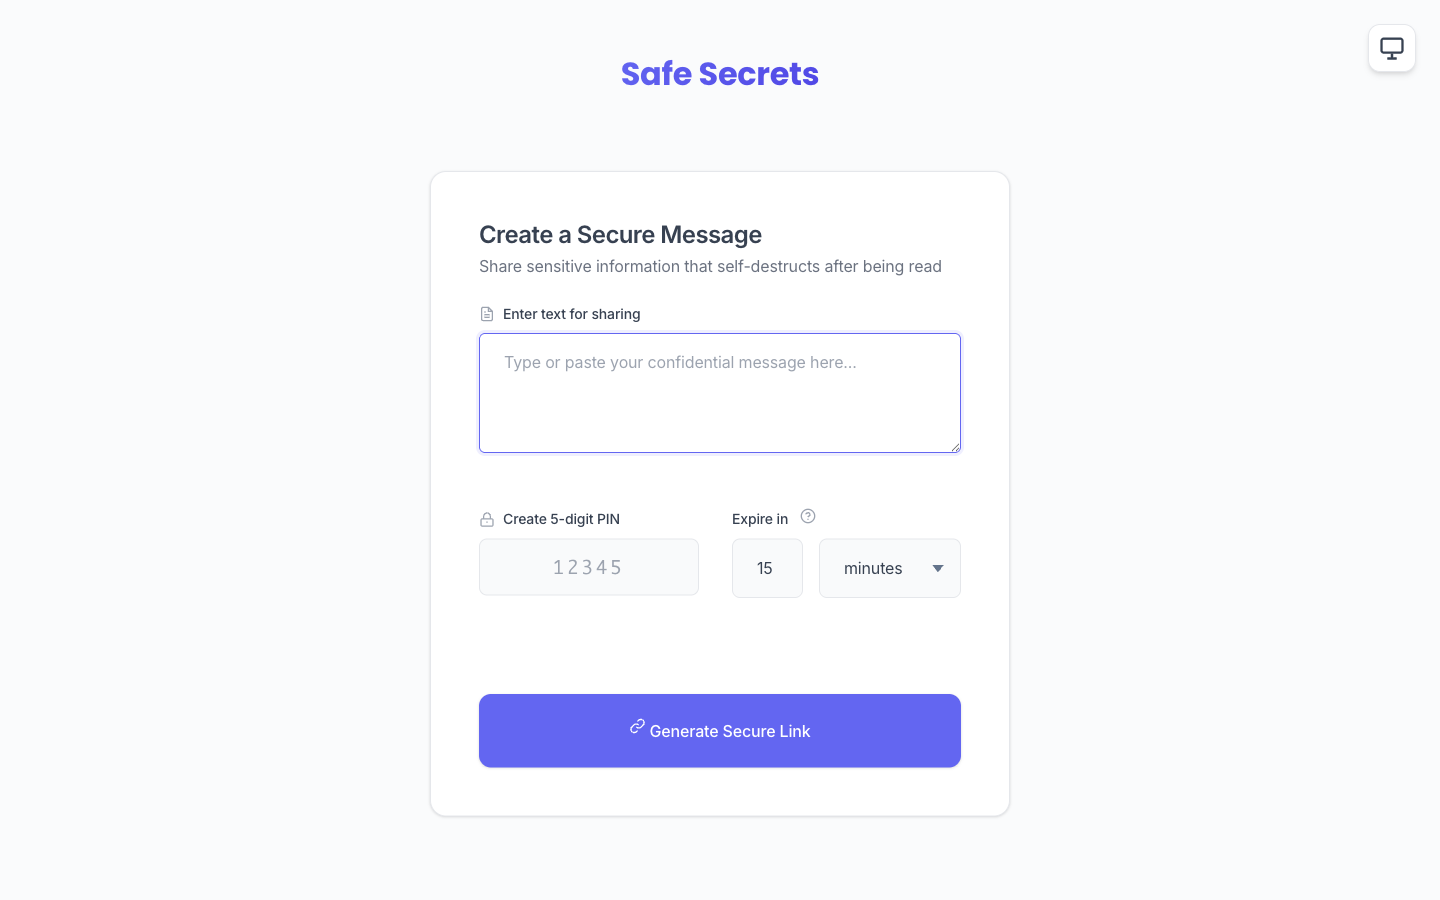 Safe Secrets
Create a Secure Message
Share sensitive information that self-destructs after being read
Enter text for sharing
Type or paste your confidential message here...
Create 5-digit PIN
Expire in
12345
15
minutes
Generate Secure Link